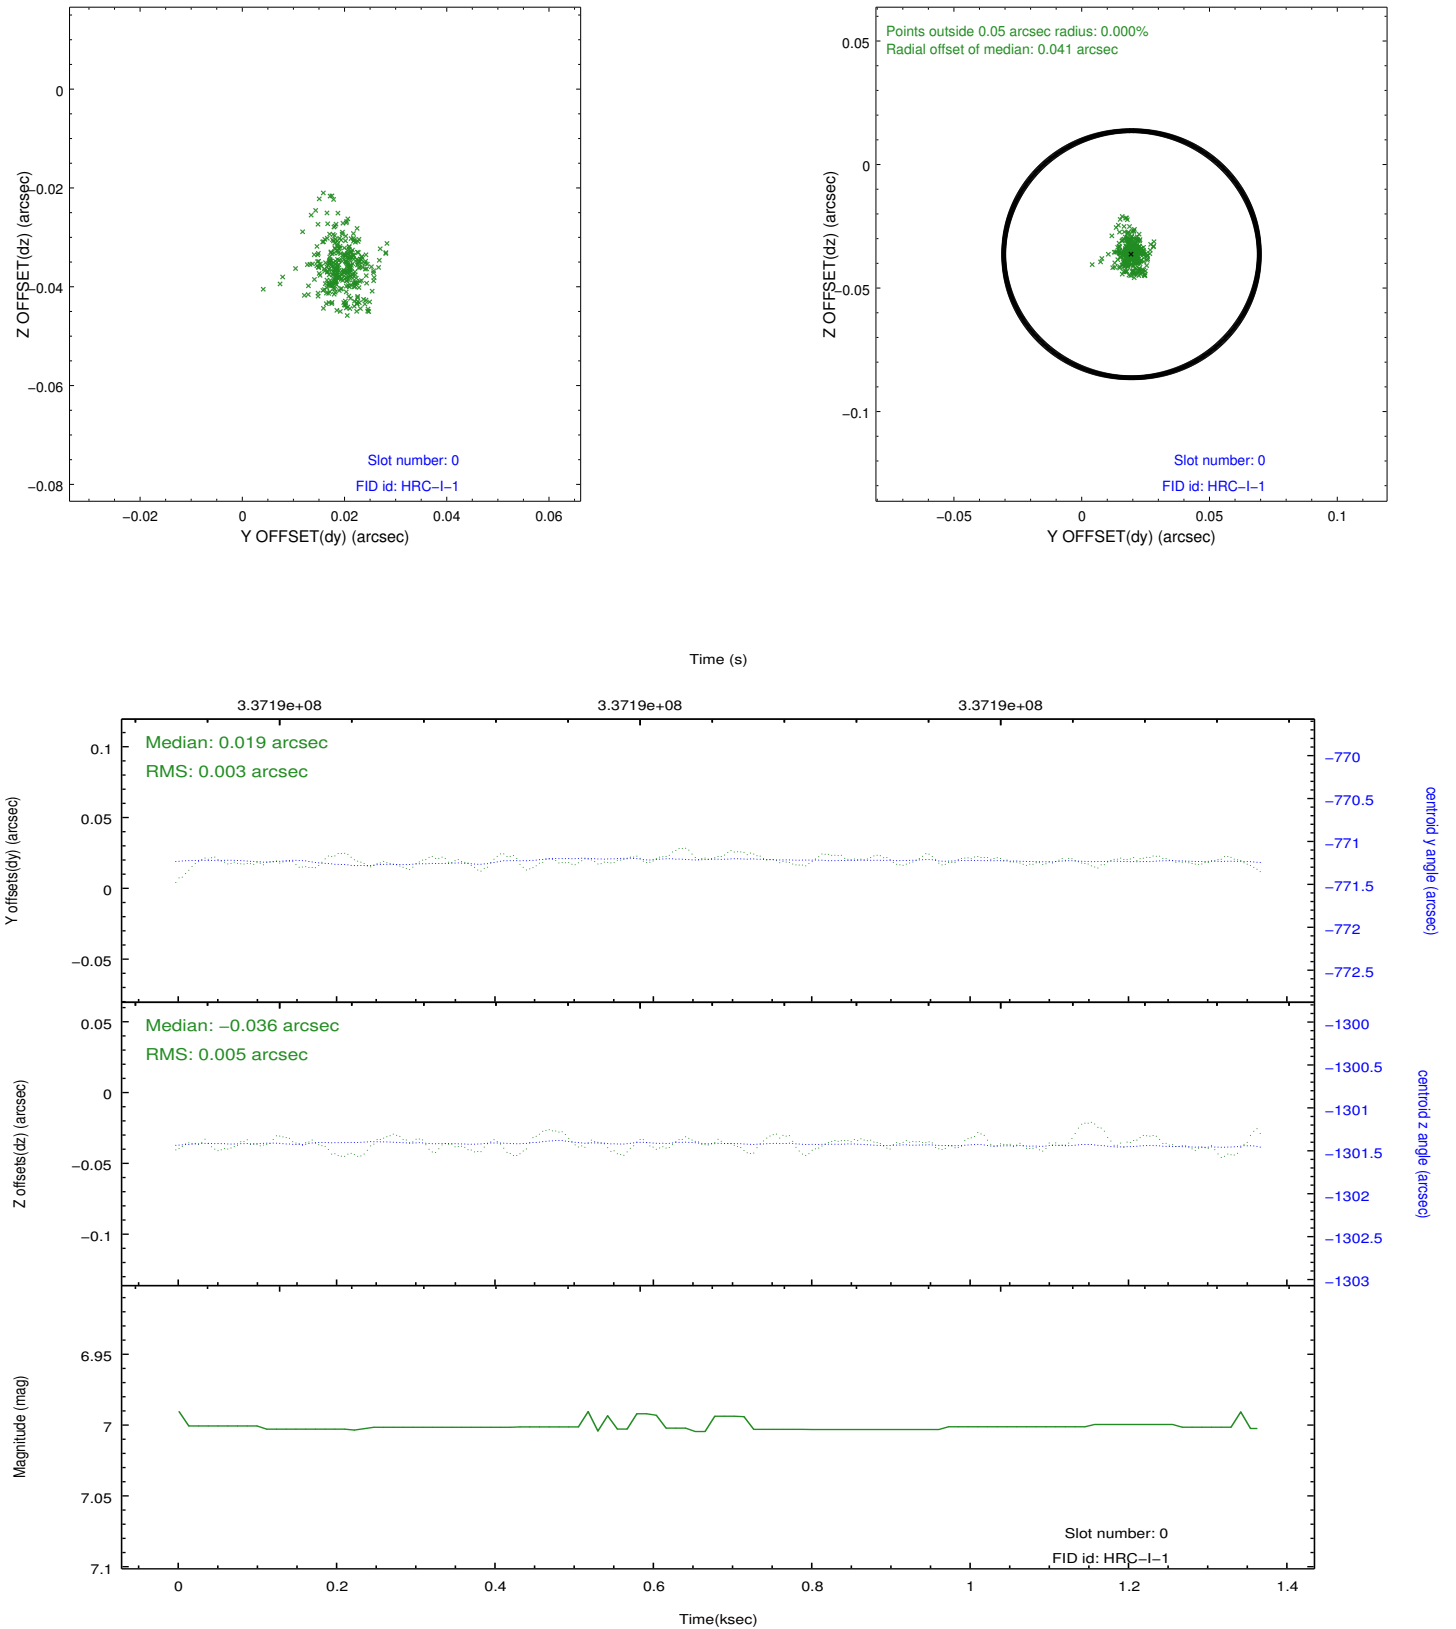 0
−0.02
−0.04
−0.06
−0.08
Z OFFSET(dz) (arcsec)
Slot number: 0
FID id: HRC−I−1
−0.02 0 0.02 0.04 0.06
Y OFFSET(dy) (arcsec)
Points outside 0.05 arcsec radius: 0.000%
Radial offset of median: 0.041 arcsec
0.05
0
−0.05
−0.1
Z OFFSET(dz) (arcsec)
Slot number: 0
FID id: HRC−I−1
−0.05 0 0.05 0.1
Y OFFSET(dy) (arcsec)
Time (s)
3.3719e+08 3.3719e+08 3.3719e+08
Median: 0.019 arcsec
RMS: 0.003 arcsec
0.1
0.05
0
−0.05
Y offsets(dy) (arcsec)
−770
−770.5
−771
−771.5
−772
−772.5
centroid y angle (arcsec)
Median: −0.036 arcsec
RMS: 0.005 arcsec
0.05
0
−0.05
−0.1
Z offsets(dz) (arcsec)
−1300
−1300.5
−1301
−1301.5
−1302
−1302.5
−1303
centroid z angle (arcsec)
6.95
7
7.05
7.1
Magnitude (mag)
Slot number: 0
FID id: HRC−I−1
0 0.2 0.4 0.6 0.8 1 1.2 1.4
Time(ksec)